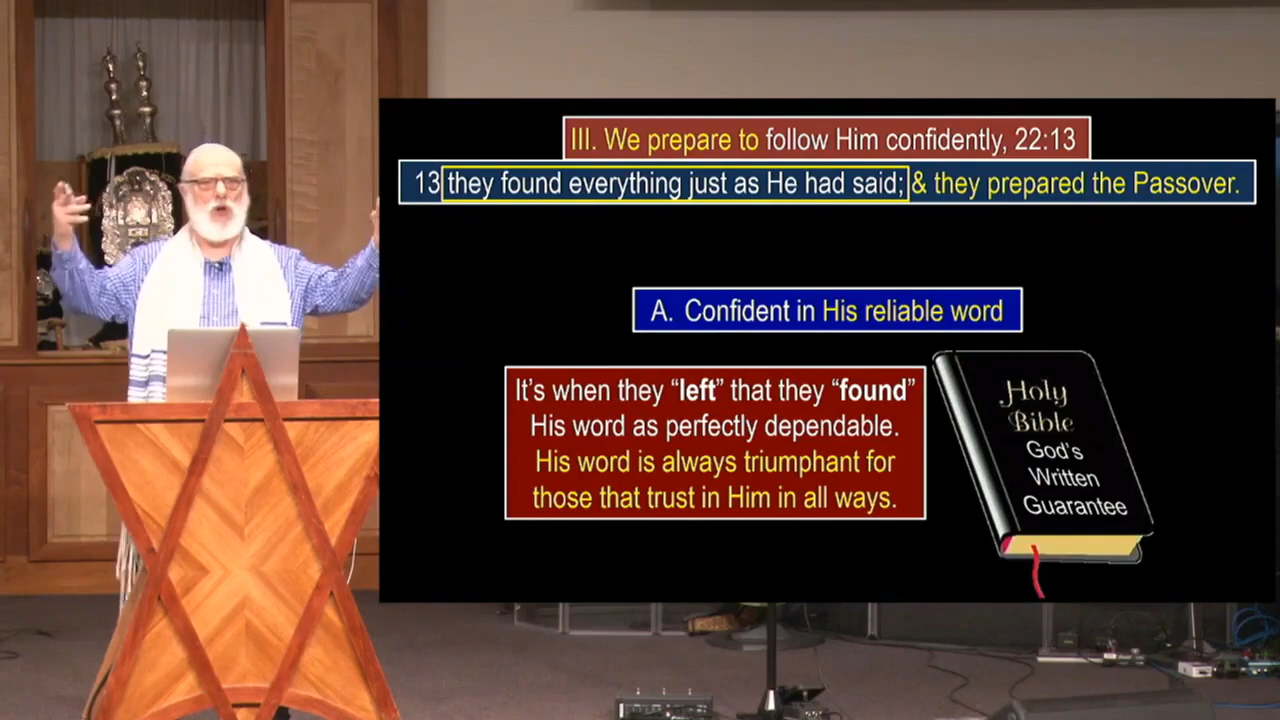 III. We prepare to follow Him confidently, 22:13
13 they found everything just as He had said; & they prepared the Passover.
A. Confident in His reliable word
It's when they “left” that they “found”
His word as perfectly dependable.
His word is always triumphant for
those that trust in Him in all ways.
Holy
Bible
God's
Written
Guarantee